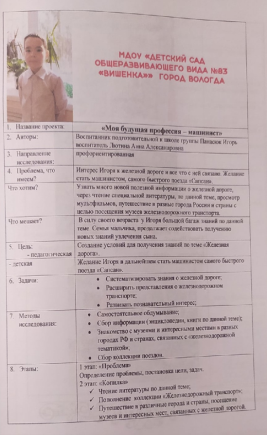 МДОУ «ДЕТСКИЙ САД
ОБЩЕРАЗВИВАЮЩЕГО ВИДА №83
«ВИШЕНКА»» ГОРОД ВОЛОГДА
1. Название проекта: «Моя будущая профессия – машинист»
2. Авторы: Воспитанник подготовительной к школе группы Игорь
воспитатель Анна Александровна
3. Направление
исследования: профориентационная
4. Проблема, что
имеем? Интерес Игоря к железной дороге и все что с ней связано. Желание
стать машинистом, самого быстрого поезда «Сапсан».
Что хотим? Узнать много новой полезной информации о железной дороге,
через чтение литературы, по данной теме, просмотр
мультфильмов, путешествие в разные города России и страны с
целью посещения музеев железнодорожного транспорта.
Что мешает? В силу своего возраста у Игоря большой багаж знаний по данной
теме. Семья мальчика, продолжает содействовать получению
новых знаний увлечения сына.
5. Цель:
- педагогическая Создание условий для получения знаний по теме «Железная
дорога».
- детская Желание Игоря в дальнейшем стать машинистом самого быстрого
поезда «Сапсан».
6. Задачи: • Систематизировать знания о железной дороге;
• Расширить представления о железнодорожном
транспорте;
• Развивать познавательный интерес;
7 Методы
исследования: • Самостоятельное обдумывание;
• Сбор информации (энциклопедии, книги по данной теме);
• Знакомство с музеями и интересными местами в разных
городах РФ и странах, связанных с «железнодорожной
тематикой».
• Сбор коллекции поездов.
8. Этапы: 1 этап: «Проблема»
Определение проблемы, постановка цели, задач.
2 этап: «Копилка»
✓ Чтение литературы по данной теме;
✓ Пополнение коллекции «Железнодорожный транспорт»;
✓ Путешествие в различные города и страны, посещение
музеев и интересных мест, связанных с железной дорогой.